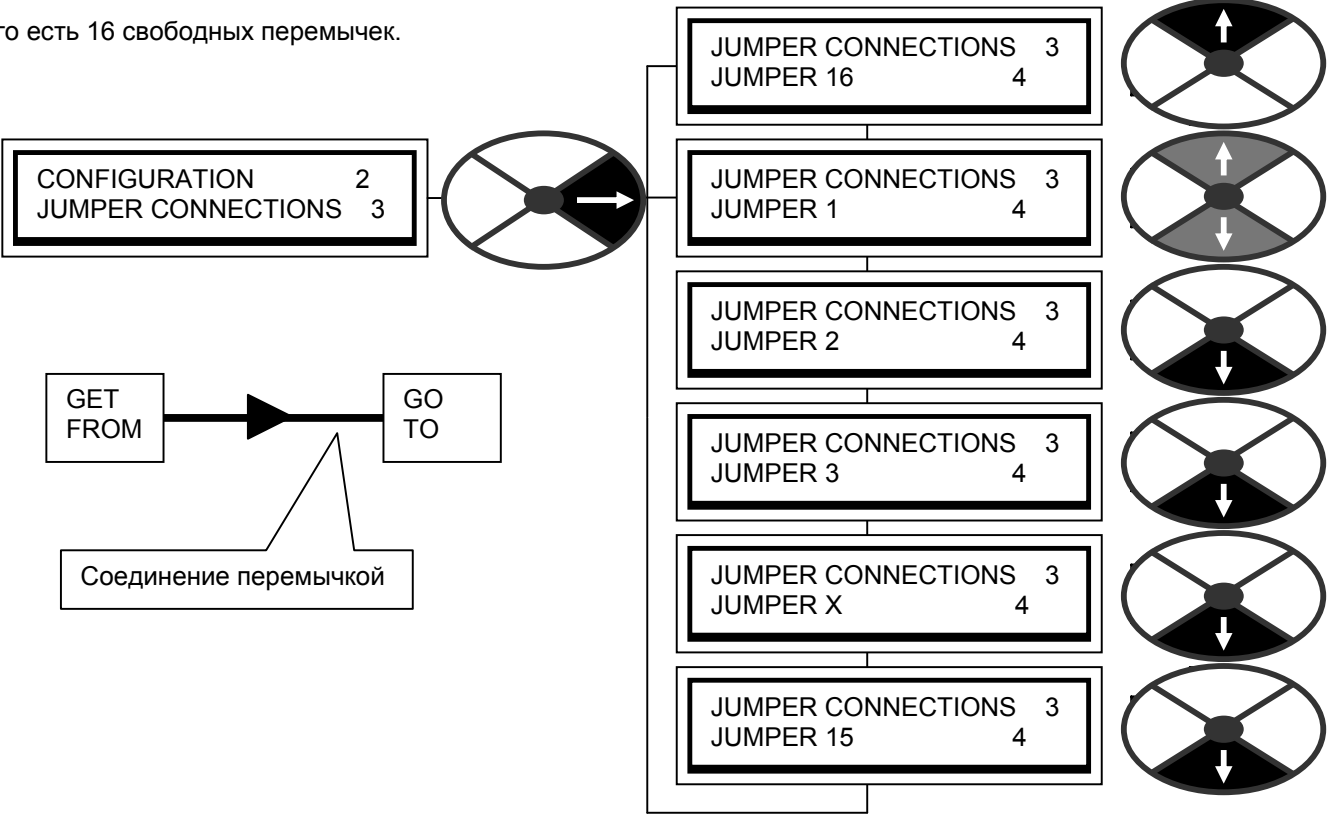 есть 16 свободных перемычек.
CONFIGURATION 2
JUMPER CONNECTIONS 3
JUMPER CONNECTIONS 3
JUMPER 16 4
JUMPER CONNECTIONS 3
JUMPER 1 4
JUMPER CONNECTIONS 3
JUMPER 2 4
JUMPER CONNECTIONS 3
JUMPER 3 4
JUMPER CONNECTIONS 3
JUMPER X 4
JUMPER CONNECTIONS 3
JUMPER 15 4
GET
FROM
GO
TO
Соединение перемычкой